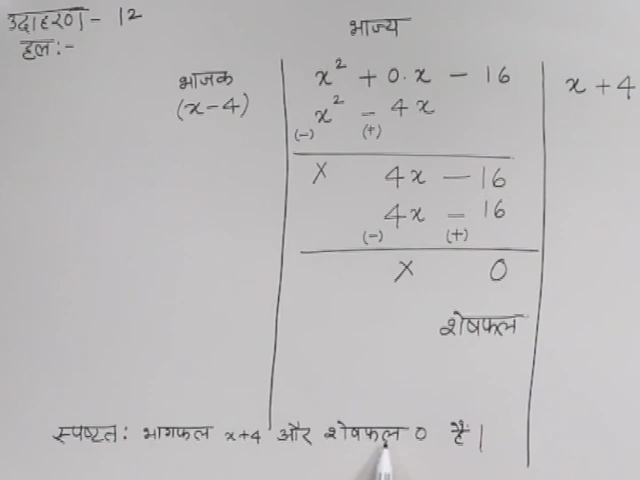 उदाहरण - 12
हल :-
भाज्य
भाजक
(x-4)
x² + 0.x - 16
x + 4
x² - 4x
(-) (+)
x 4x - 16
4x - 16
(-) (+)
x 0
शेषफल
स्पष्टत: भागफल x+4 और शेषफल 0 है।